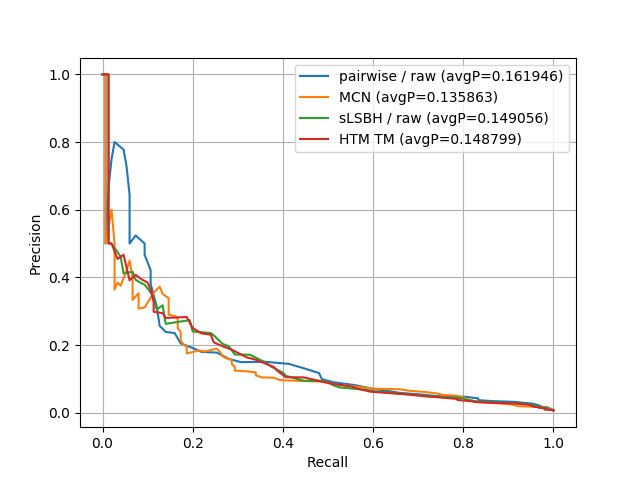 pairwise / raw (avgP=0.161946)
MCN (avgP=0.135863)
sLSBH / raw (avgP=0.149056)
HTM TM (avgP=0.148799)
1.0
0.8
0.6
0.4
0.2
0.0
Precision
0.0 0.2 0.4 0.6 0.8 1.0
Recall